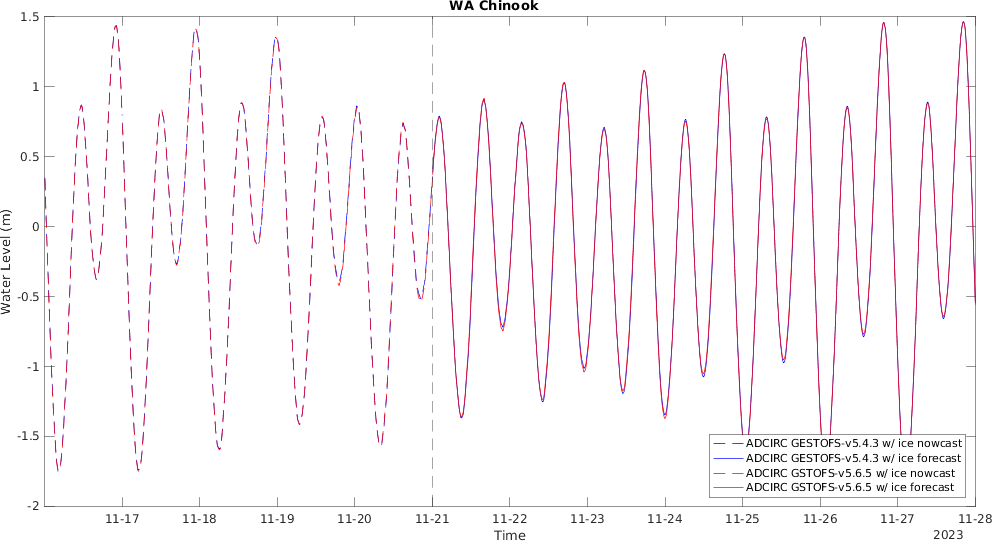 WA Chinook
1.5
1
0.5
0
-0.5
-1
-1.5
-2
Water Level (m)
ADCIRC GESTOFS-v5.4.3 w/ ice nowcast
ADCIRC GESTOFS-v5.4.3 w/ ice forecast
ADCIRC GSTOFS-v5.6.5 w/ ice nowcast
ADCIRC GSTOFS-v5.6.5 w/ ice forecast
11-17 11-18 11-19 11-20 11-21 11-22 11-23 11-24 11-25 11-26 11-27 11-28
Time
2023